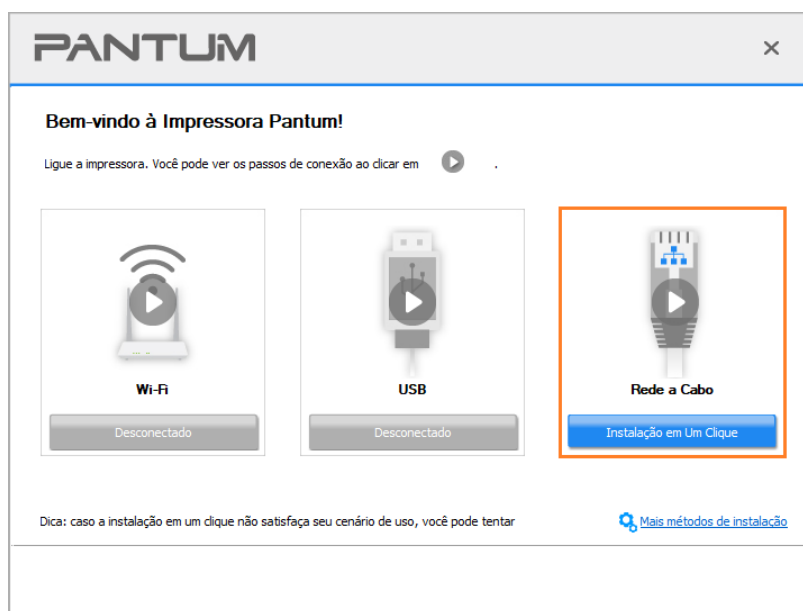 PANTUM
Bem-vindo à Impressora Pantum!
Ligue a impressora. Você pode ver os passos de conexão ao clicar em .
Wi-Fi
USB
Rede a Cabo
Desconectado
Desconectado
Instalação em Um Clique
Dica: caso a instalação em um clique não satisfaça seu cenário de uso, você pode tentar
Mais métodos de instalação